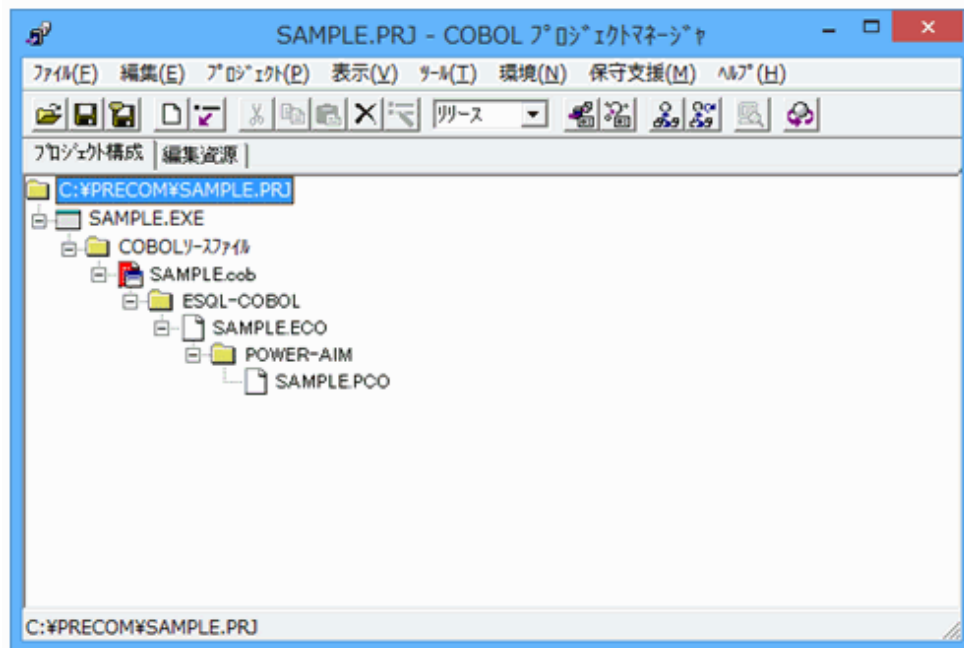 SAMPLE.PRJ - COBOL ﾌﾟﾛｼﾞｪｸﾄﾏﾈｰｼﾞｬ
ﾌｧｲﾙ(F) 編集(E) ﾌﾟﾛｼﾞｪｸﾄ(P) 表示(V) ﾂｰﾙ(T) 環境(N) 保守支援(M) ﾍﾙﾌﾟ(H)
ﾘﾘｰｽ
ﾌﾟﾛｼﾞｪｸﾄ構成 編集資源
C:¥PRECOM¥SAMPLE.PRJ
SAMPLE.EXE
COBOLｿｰｽﾌｧｲﾙ
SAMPLE.cob
ESQL-COBOL
SAMPLE.ECO
POWER-AIM
SAMPLE.PCO
C:¥PRECOM¥SAMPLE.PRJ